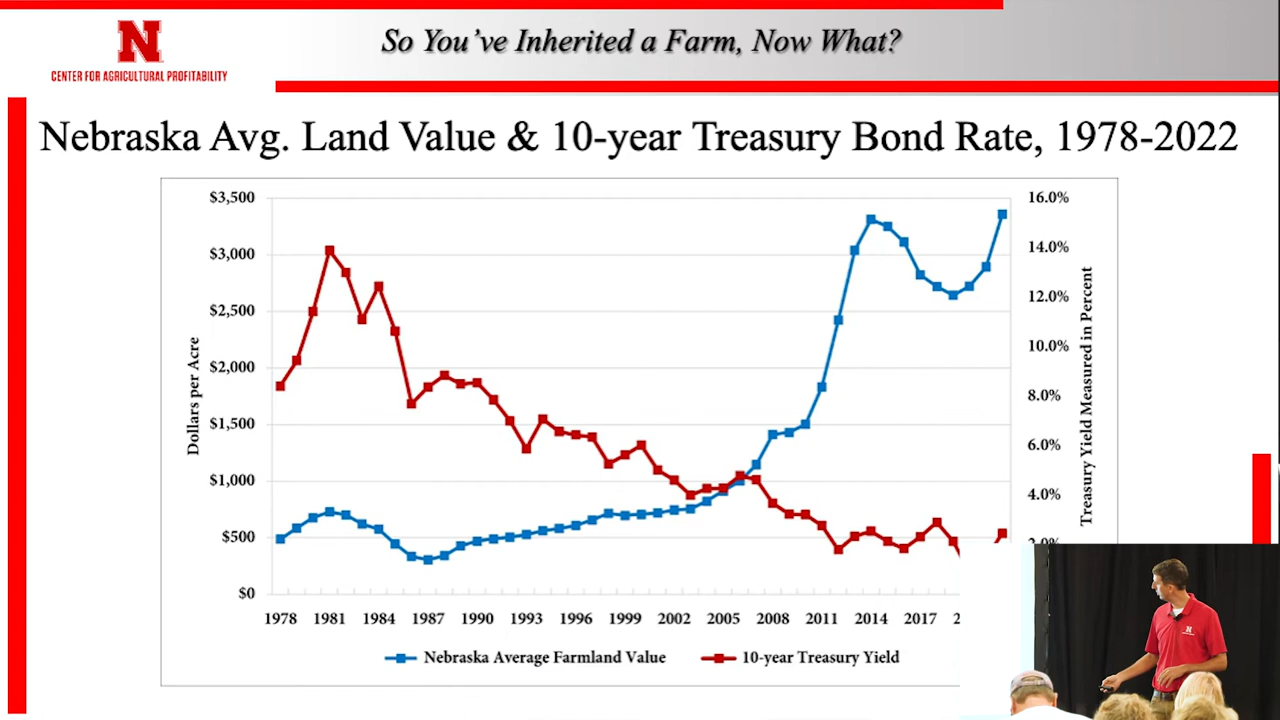 N
CENTER FOR AGRICULTURAL PROFITABILITY
So You've Inherited a Farm, Now What?
Nebraska Avg. Land Value & 10-year Treasury Bond Rate, 1978-2022
$3,500
$3,000
$2,500
$2,000
$1,500
$1,000
$500
$0
Dollars per Acre
16.0%
14.0%
12.0%
10.0%
8.0%
6.0%
4.0%
2.0%
Treasury Yield Measured in Percent
1978 1981 1984 1987 1990 1993 1996 1999 2002 2005 2008 2011 2014 2017 2
Nebraska Average Farmland Value 10-year Treasury Yield
N